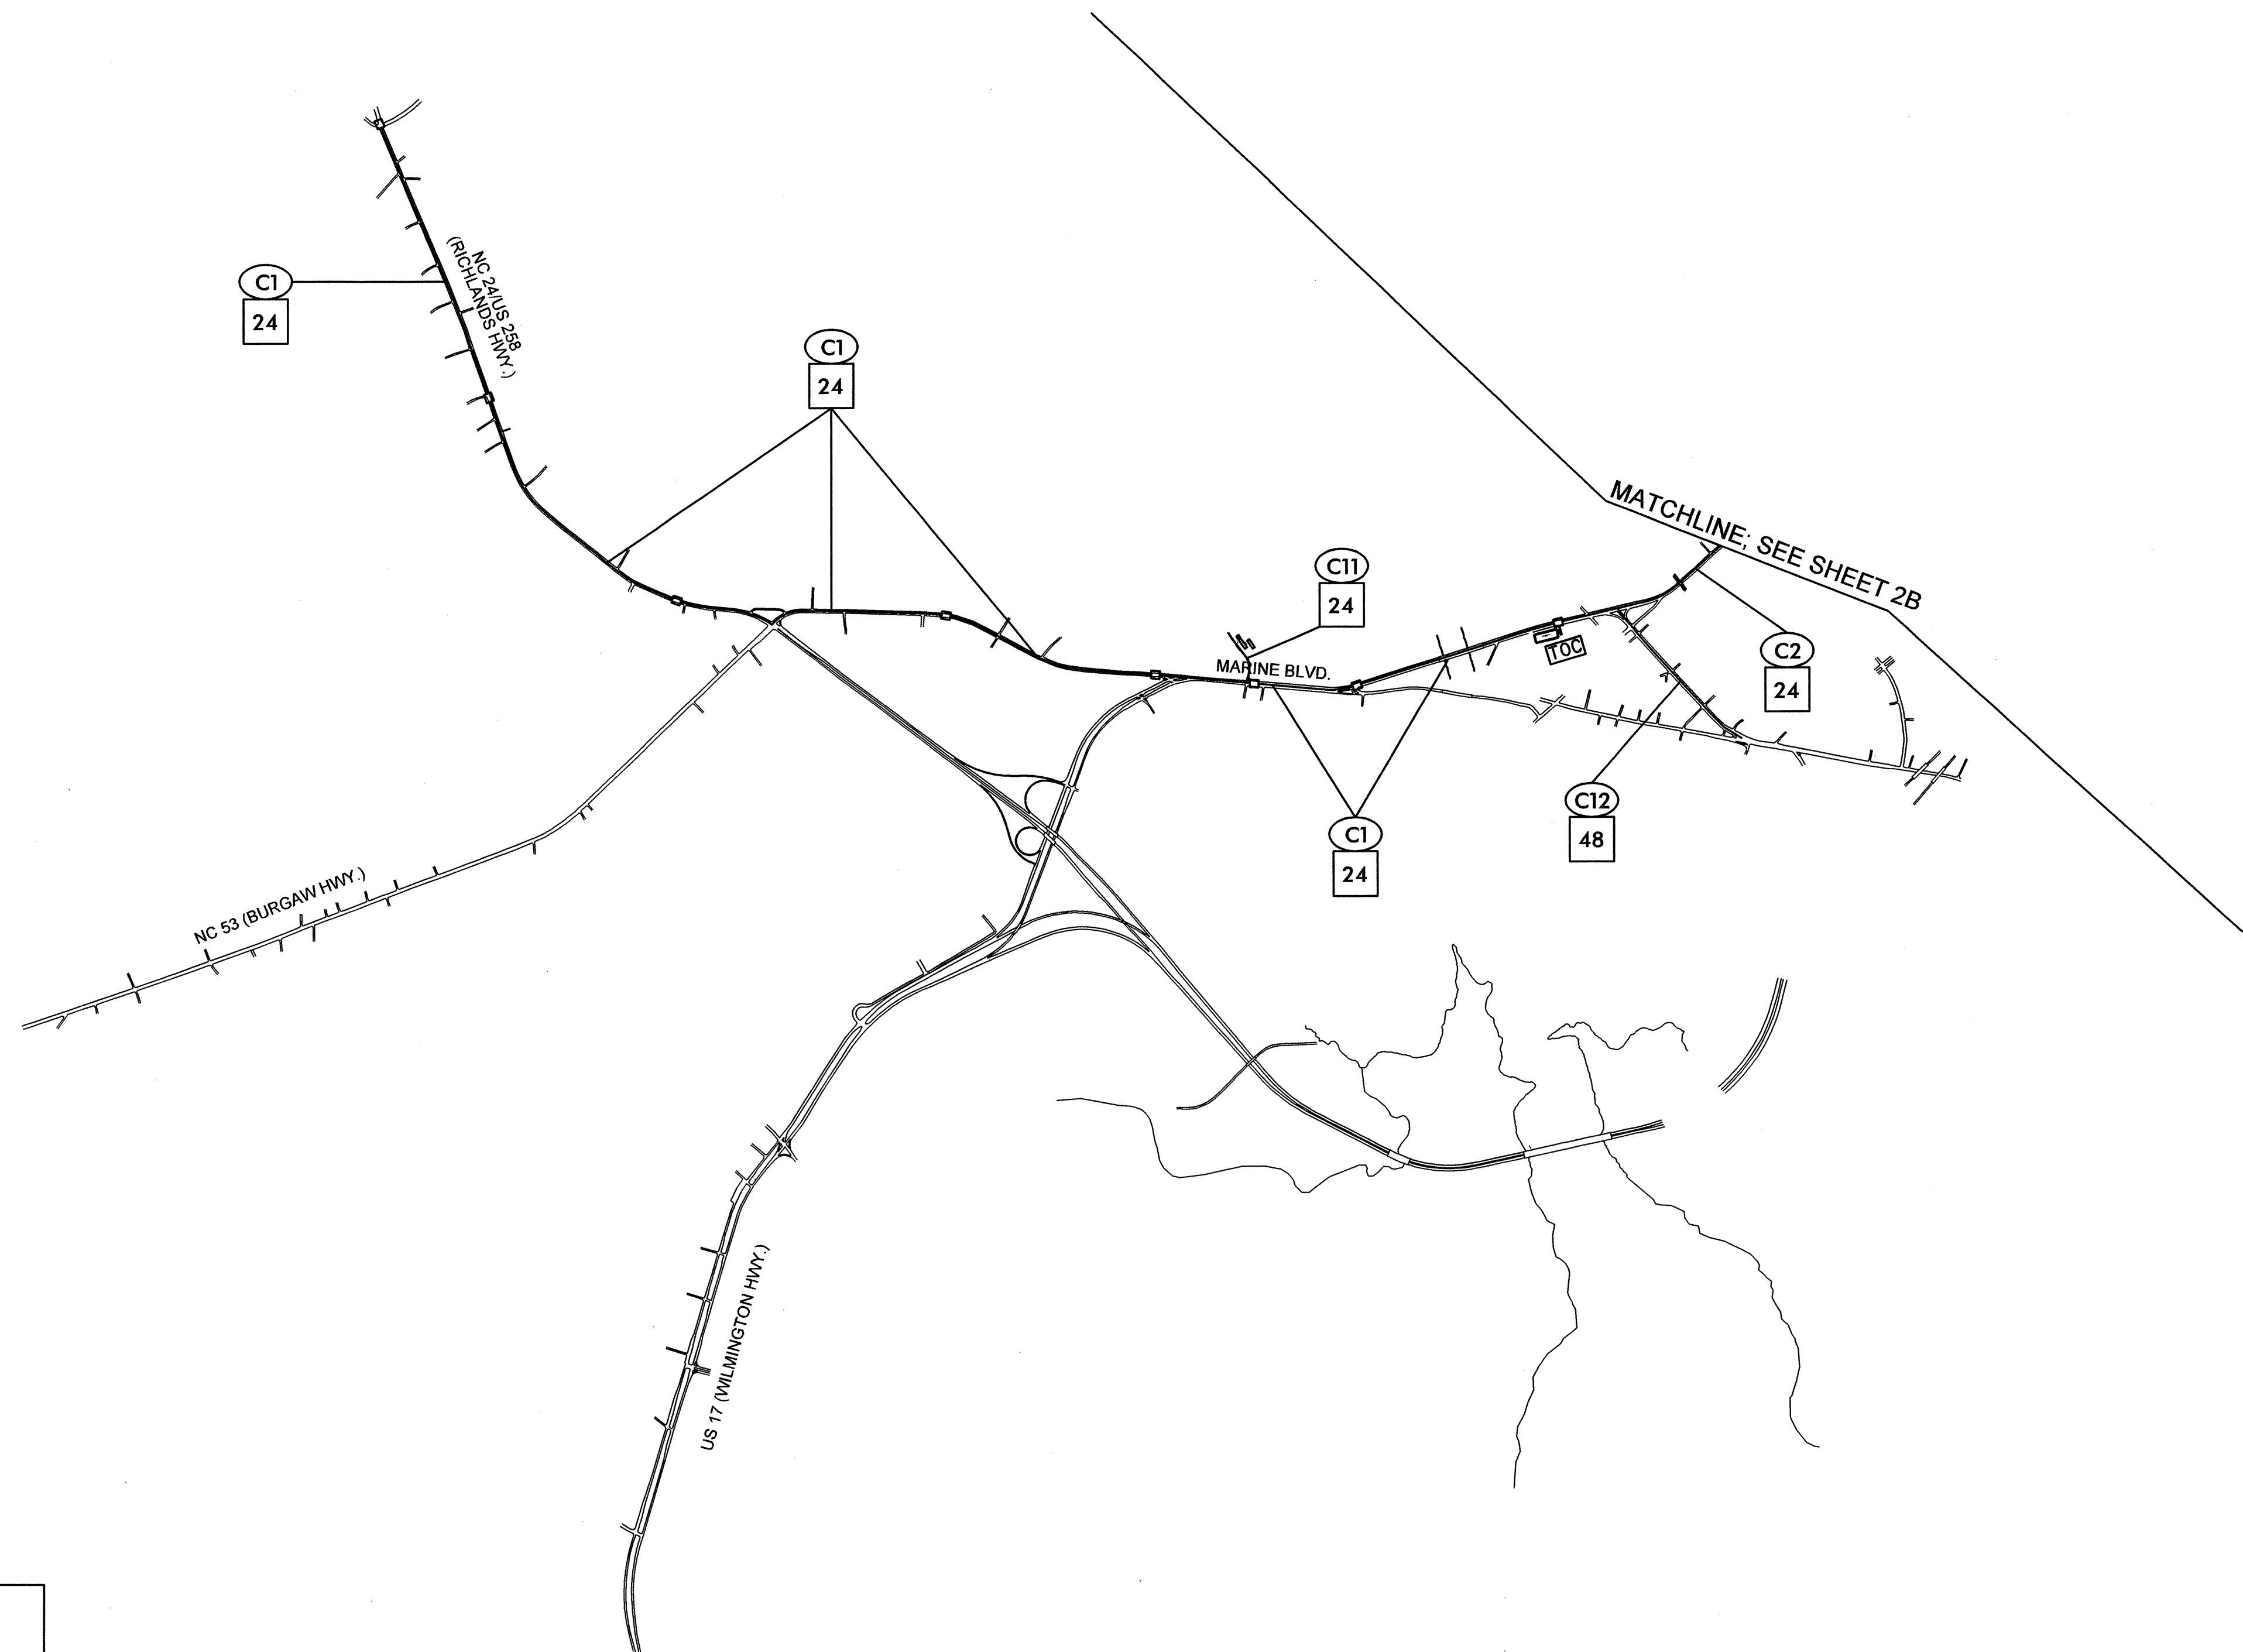 C1
24
NC 24/US 258
(RICHLANDS HWY.)
C1
24
MATCHLINE; SEE SHEET 2B
C11
24
MARINE BLVD.
TOC
C2
24
C12
48
C1
24
NC 53 (BURGAW HWY.)
US 17 (WILMINGTON HWY.)